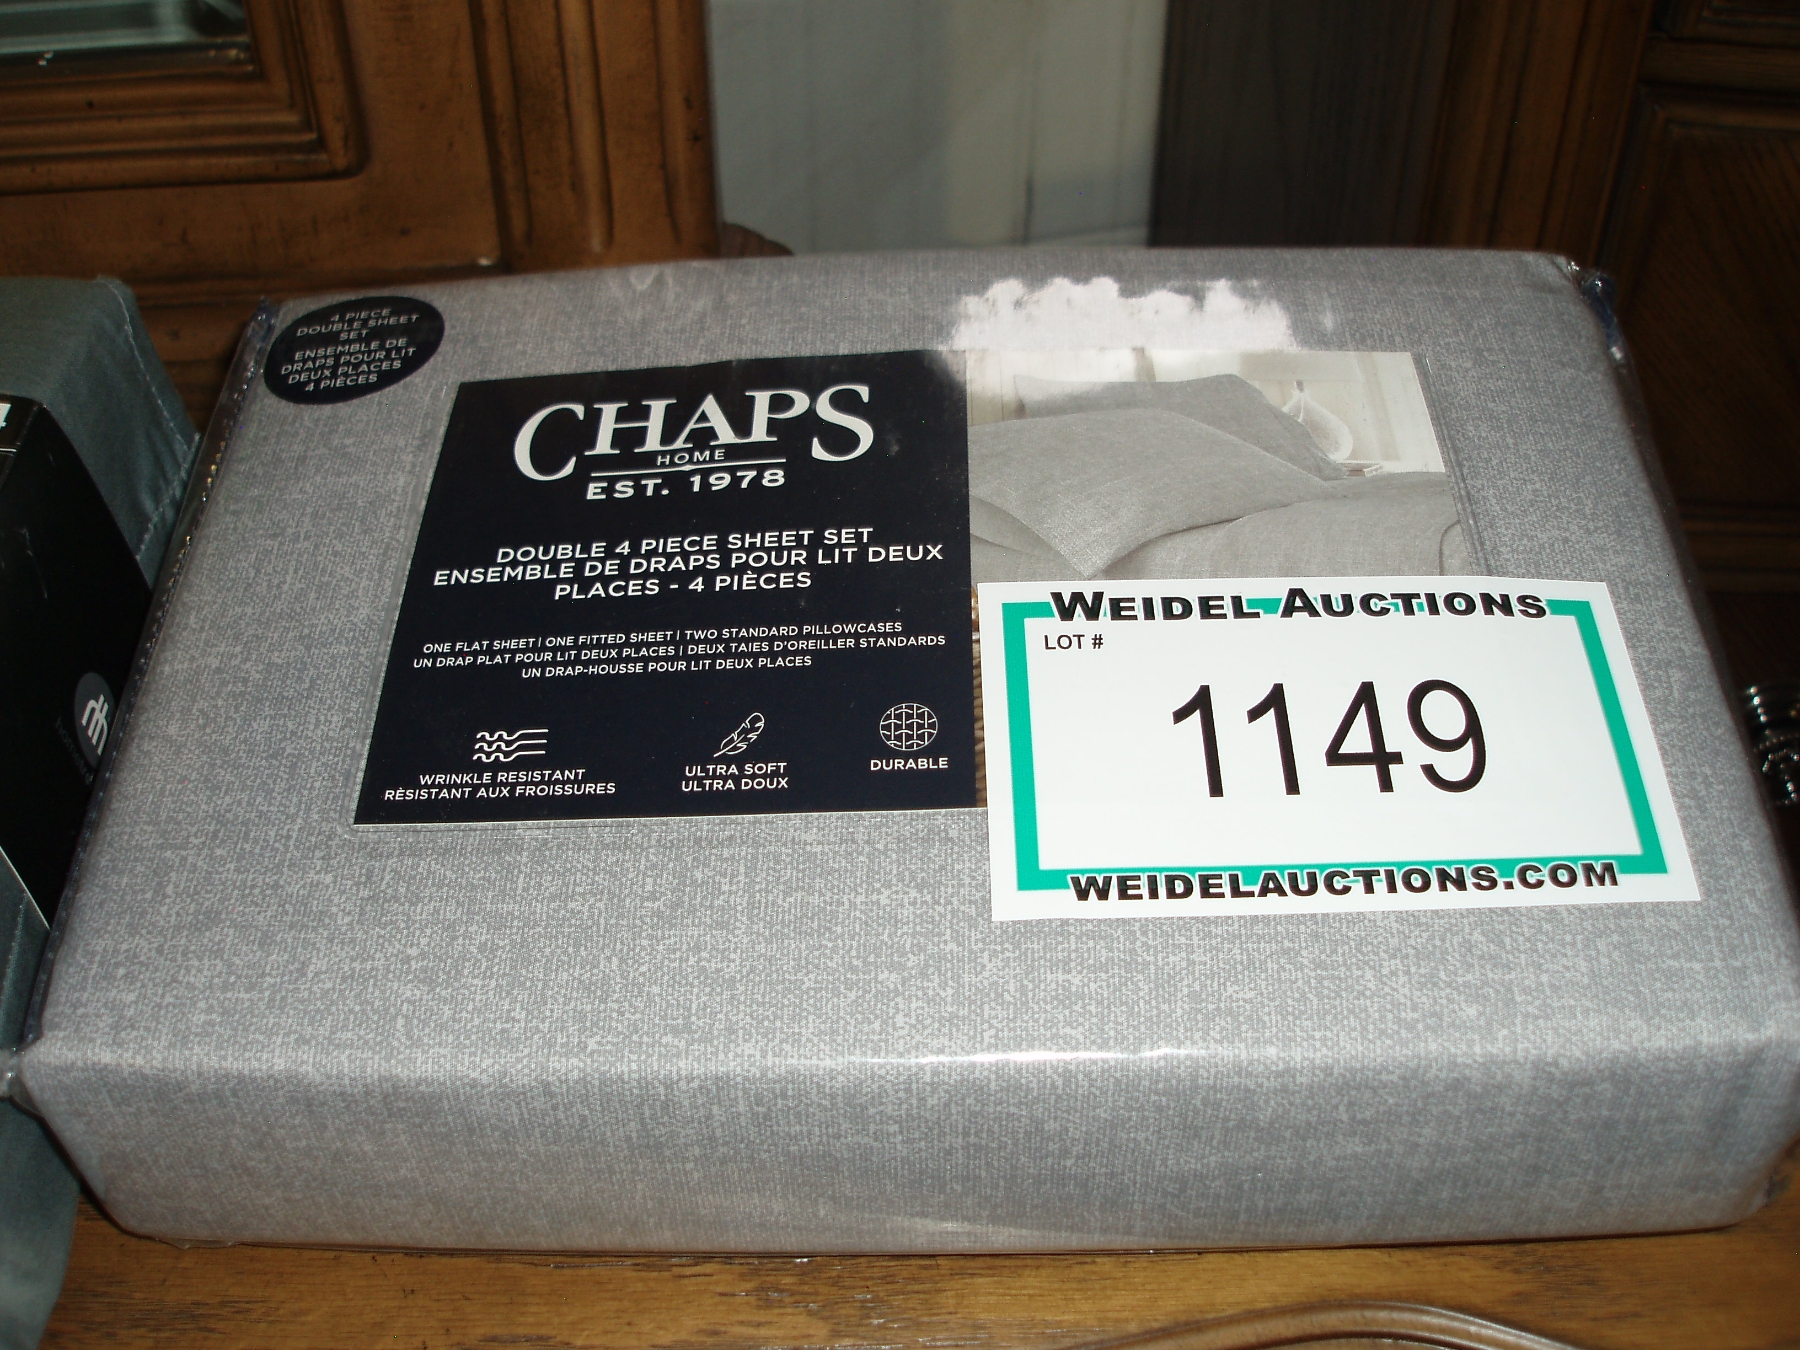 4 PIECE
DOUBLE SHEET
SET
ENSEMBLE DE
DRAPS POUR LIT
DEUX PLACES
4 PIÈCES
CHAPS
HOME
EST. 1978
DOUBLE 4 PIECE SHEET SET
ENSEMBLE DE DRAPS POUR LIT DEUX
PLACES - 4 PIÈCES
ONE FLAT SHEET | ONE FITTED SHEET | TWO STANDARD PILLOWCASES
UN DRAP PLAT POUR LIT DEUX PLACES | DEUX TAIES D'OREILLER STANDARDS
UN DRAP-HOUSSE POUR LIT DEUX PLACES
WRINKLE RESISTANT
RÈSISTANT AUX FROISSURES
ULTRA SOFT
ULTRA DOUX
DURABLE
WEIDEL AUCTIONS
LOT #
1149
WEIDELAUCTIONS.COM